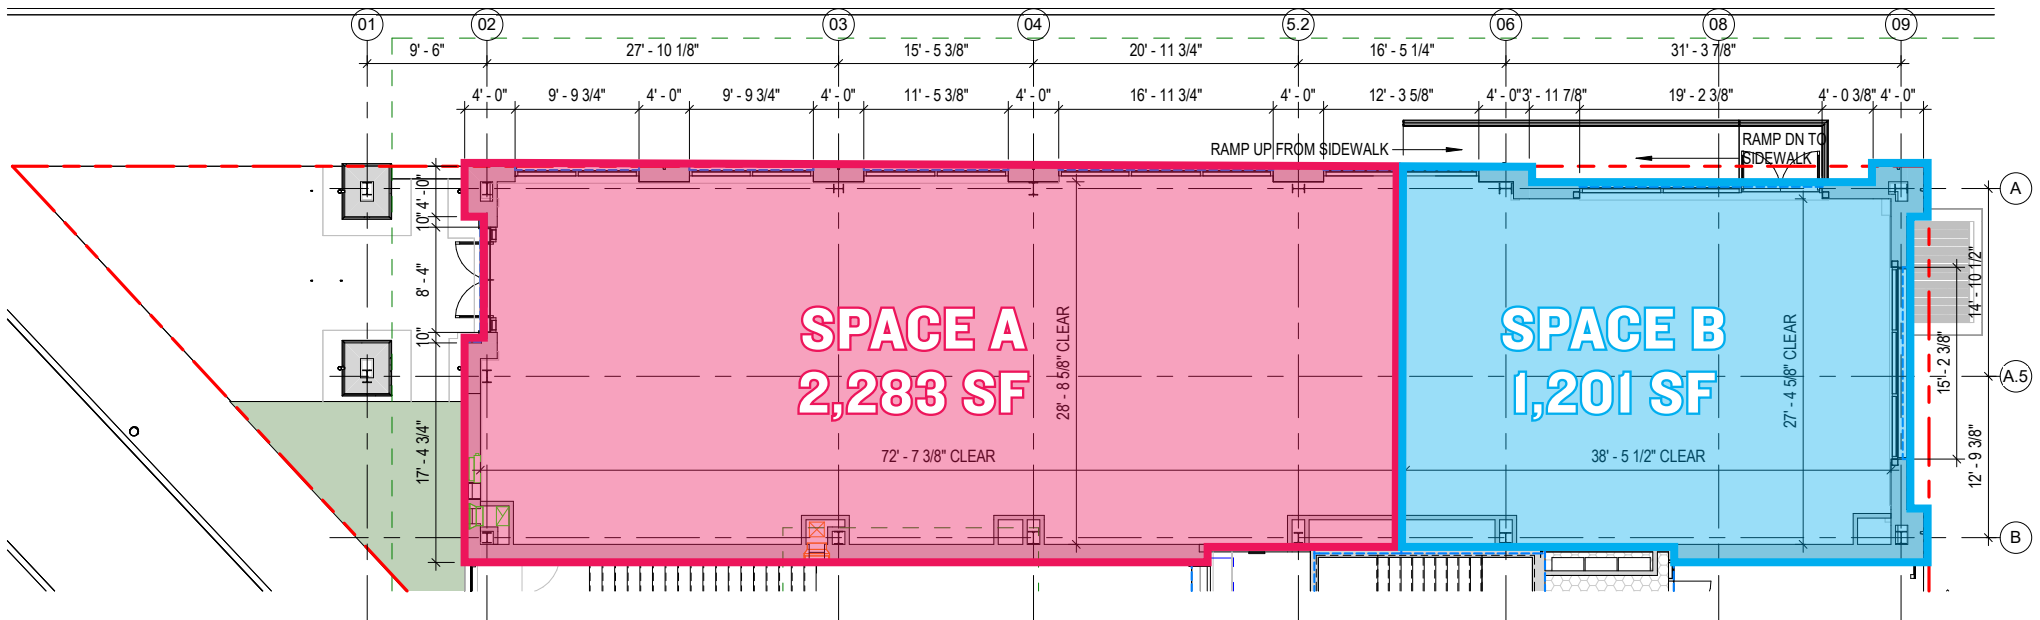 01 02 03 04 5.2 06 08 09
9' - 6" 27' - 10 1/8" 15' - 5 3/8" 20' - 11 3/4" 16' - 5 1/4" 31' - 3 7/8"
4' - 0" 9' - 9 3/4" 4' - 0" 9' - 9 3/4" 4' - 0" 11' - 5 3/8" 4' - 0" 16' - 11 3/4" 4' - 0" 12' - 3 5/8" 4' - 0" 3' - 11 7/8" 19' - 2 3/8" 4' - 0 3/8" 4' - 0"
RAMP UP FROM SIDEWALK
RAMP DN TO
SIDEWALK
A
4' - 0"
10"
8' - 4"
10"
17' - 4 3/4"
SPACE A
2,283 SF
28' - 8 5/8" CLEAR
72' - 7 3/8" CLEAR
SPACE B
1,201 SF
27' - 4 5/8" CLEAR
38' - 5 1/2" CLEAR
14' - 10 1/2"
15' - 2 3/8"
12' - 9 3/8"
A.5
B